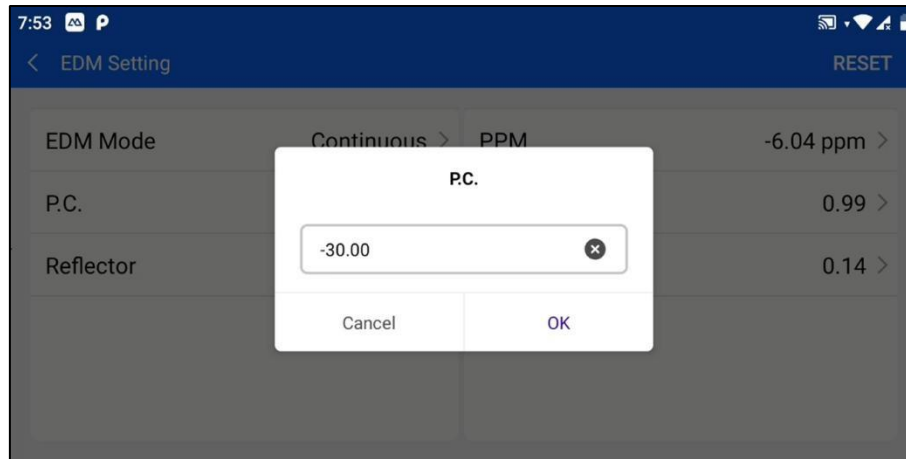 7:53
EDM Setting
RESET
EDM Mode
Continuous
PPM
-6.04 ppm
P.C.
P.C.
0.99
-30.00
Reflector
0.14
Cancel
OK